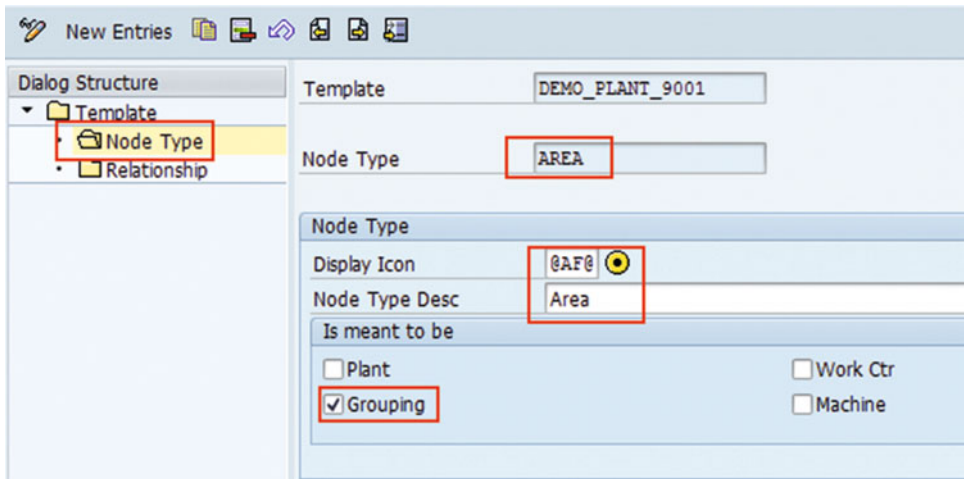 New Entries
Dialog Structure
Template
Node Type
Relationship
Template DEMO_PLANT_9001
Node Type AREA
Node Type
Display Icon @AF@
Node Type Desc Area
Is meant to be
Plant Work Ctr
Grouping Machine